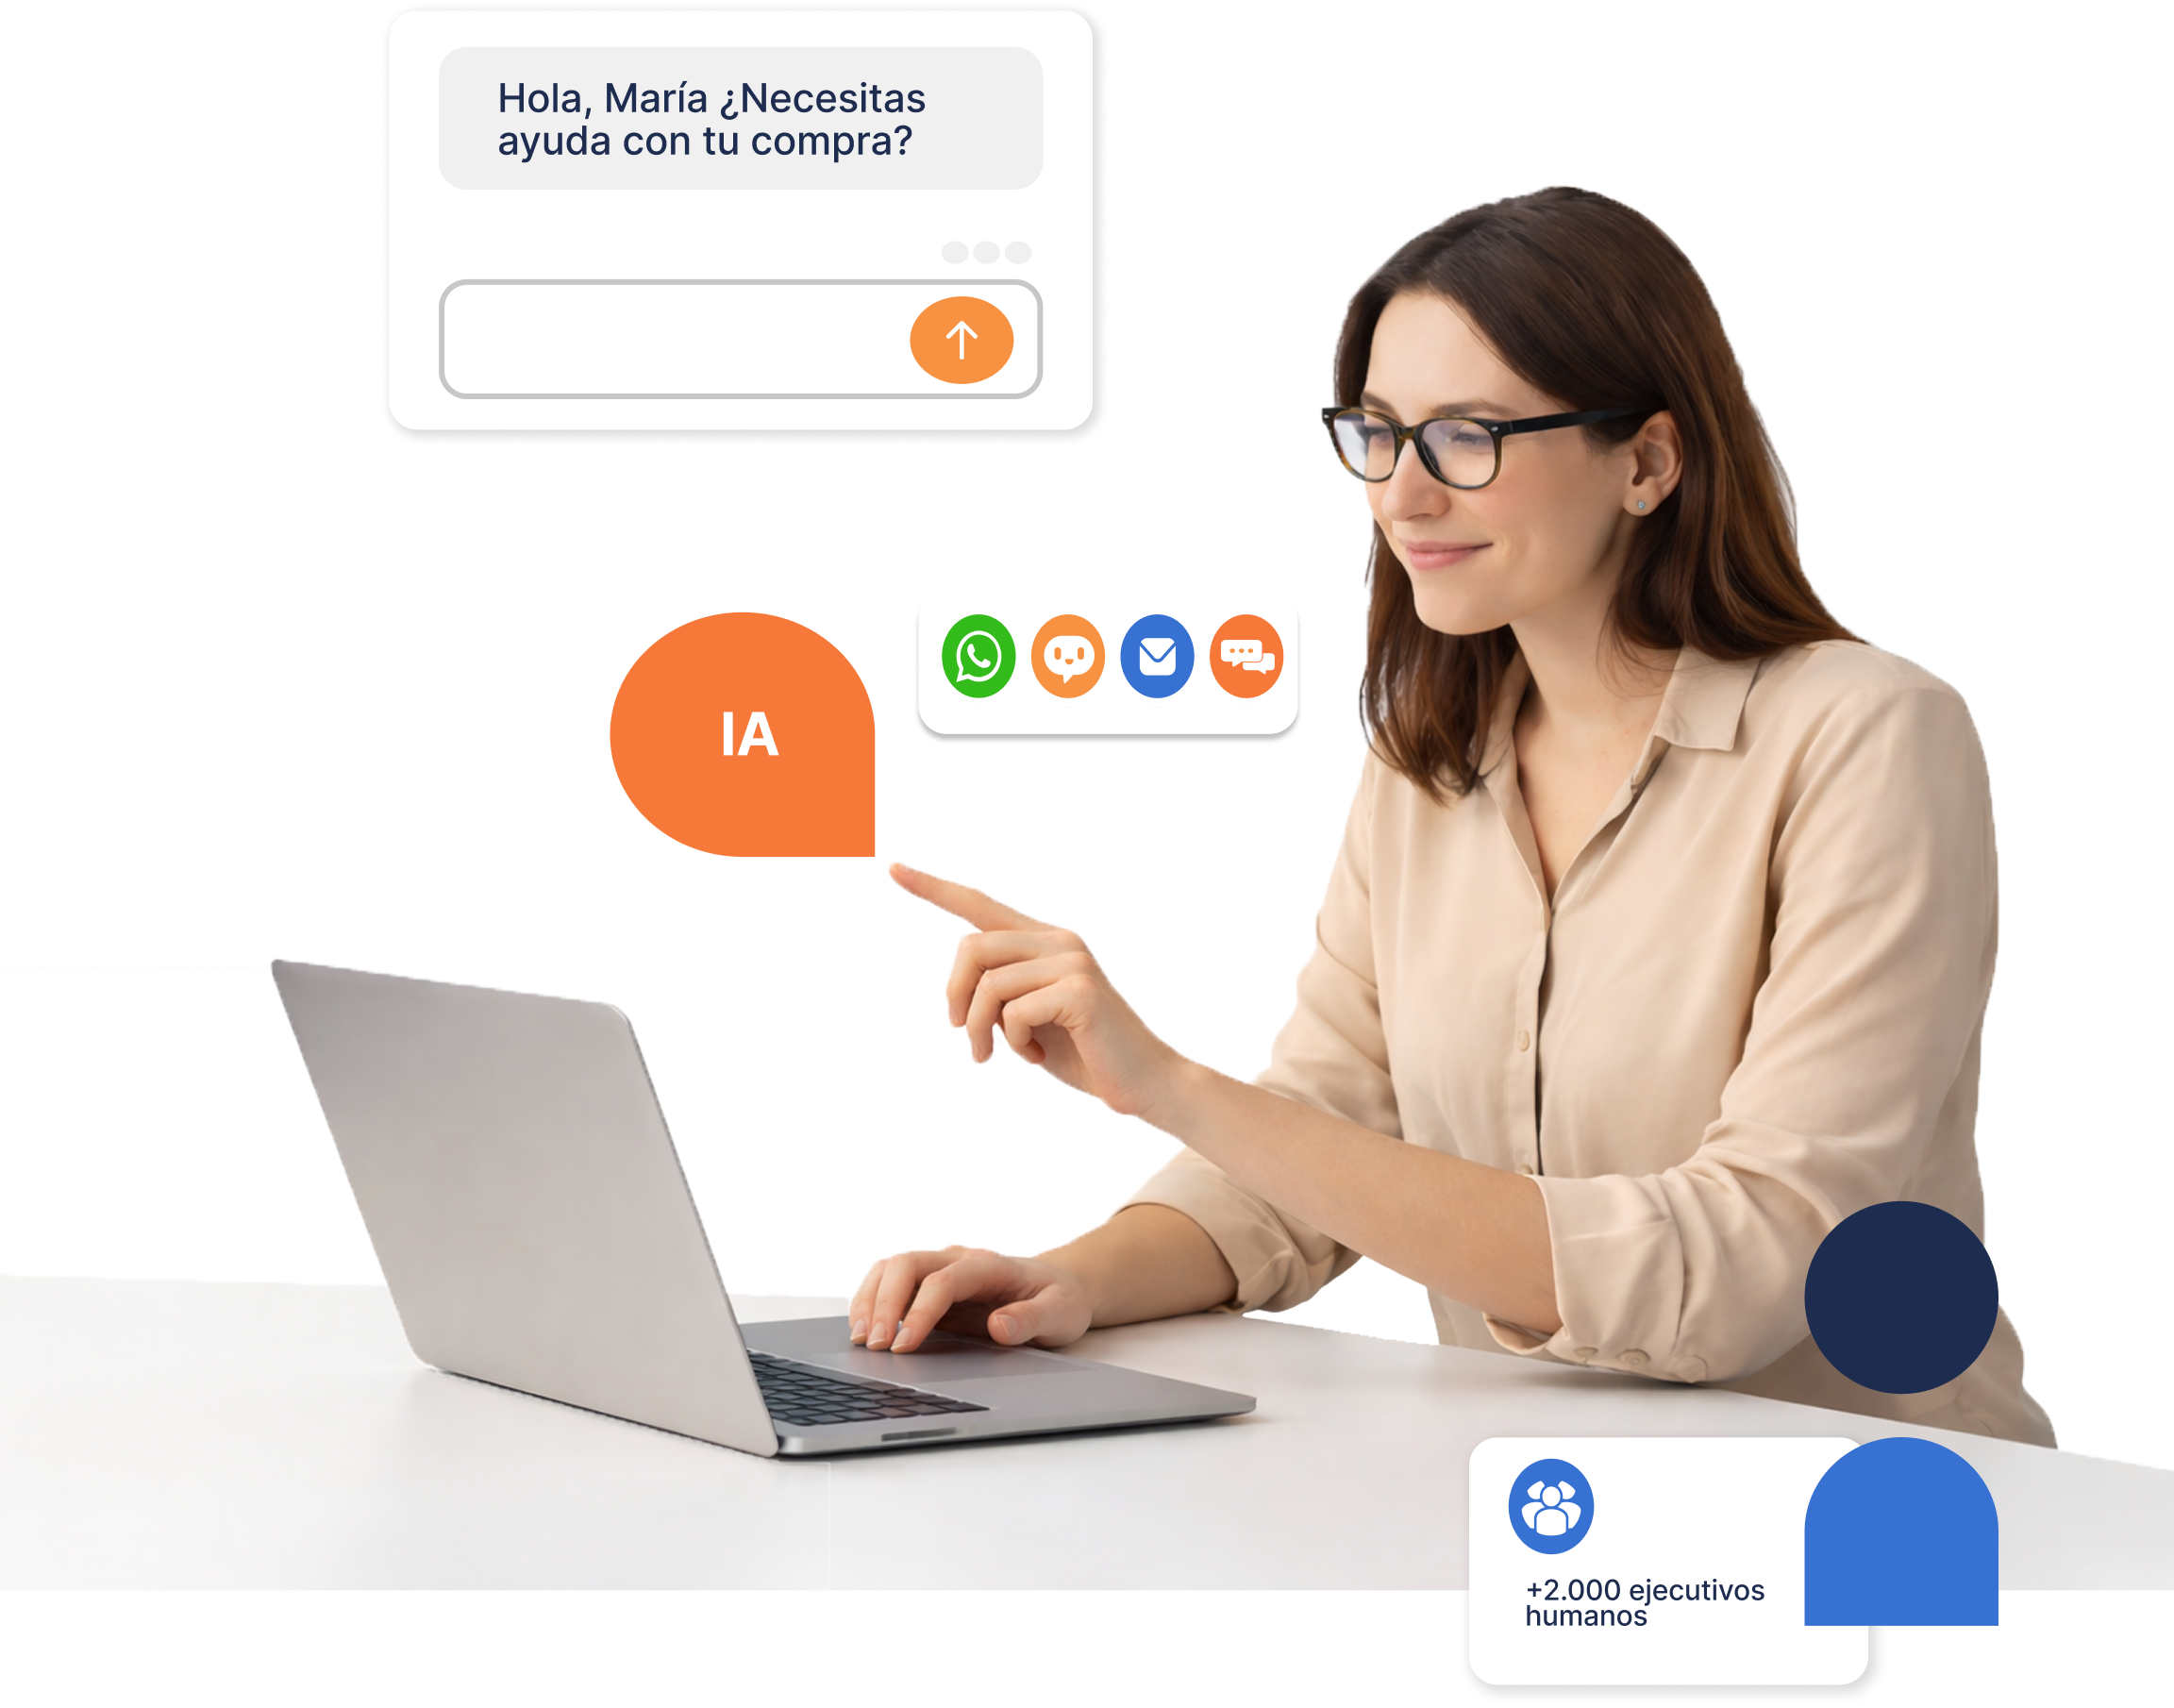 Hola, María ¿Necesitas
ayuda con tu compra?
IA
+2.000 ejecutivos
humanos